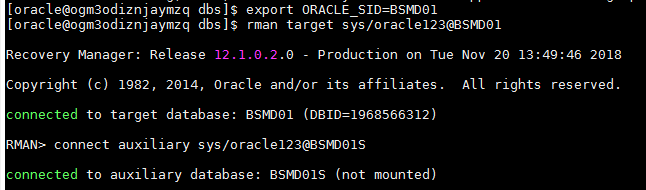 [oracle@ogm3odiznjaymzq dbs]$ export ORACLE_SID=BSMD01
[oracle@ogm3odiznjaymzq dbs]$ rman target sys/oracle123@BSMD01
Recovery Manager: Release 12.1.0.2.0 - Production on Tue Nov 20 13:49:46 2018
Copyright (c) 1982, 2014, Oracle and/or its affiliates.  All rights reserved.
connected to target database: BSMD01 (DBID=1968566312)
RMAN> connect auxiliary sys/oracle123@BSMD01S
connected to auxiliary database: BSMD01S (not mounted)